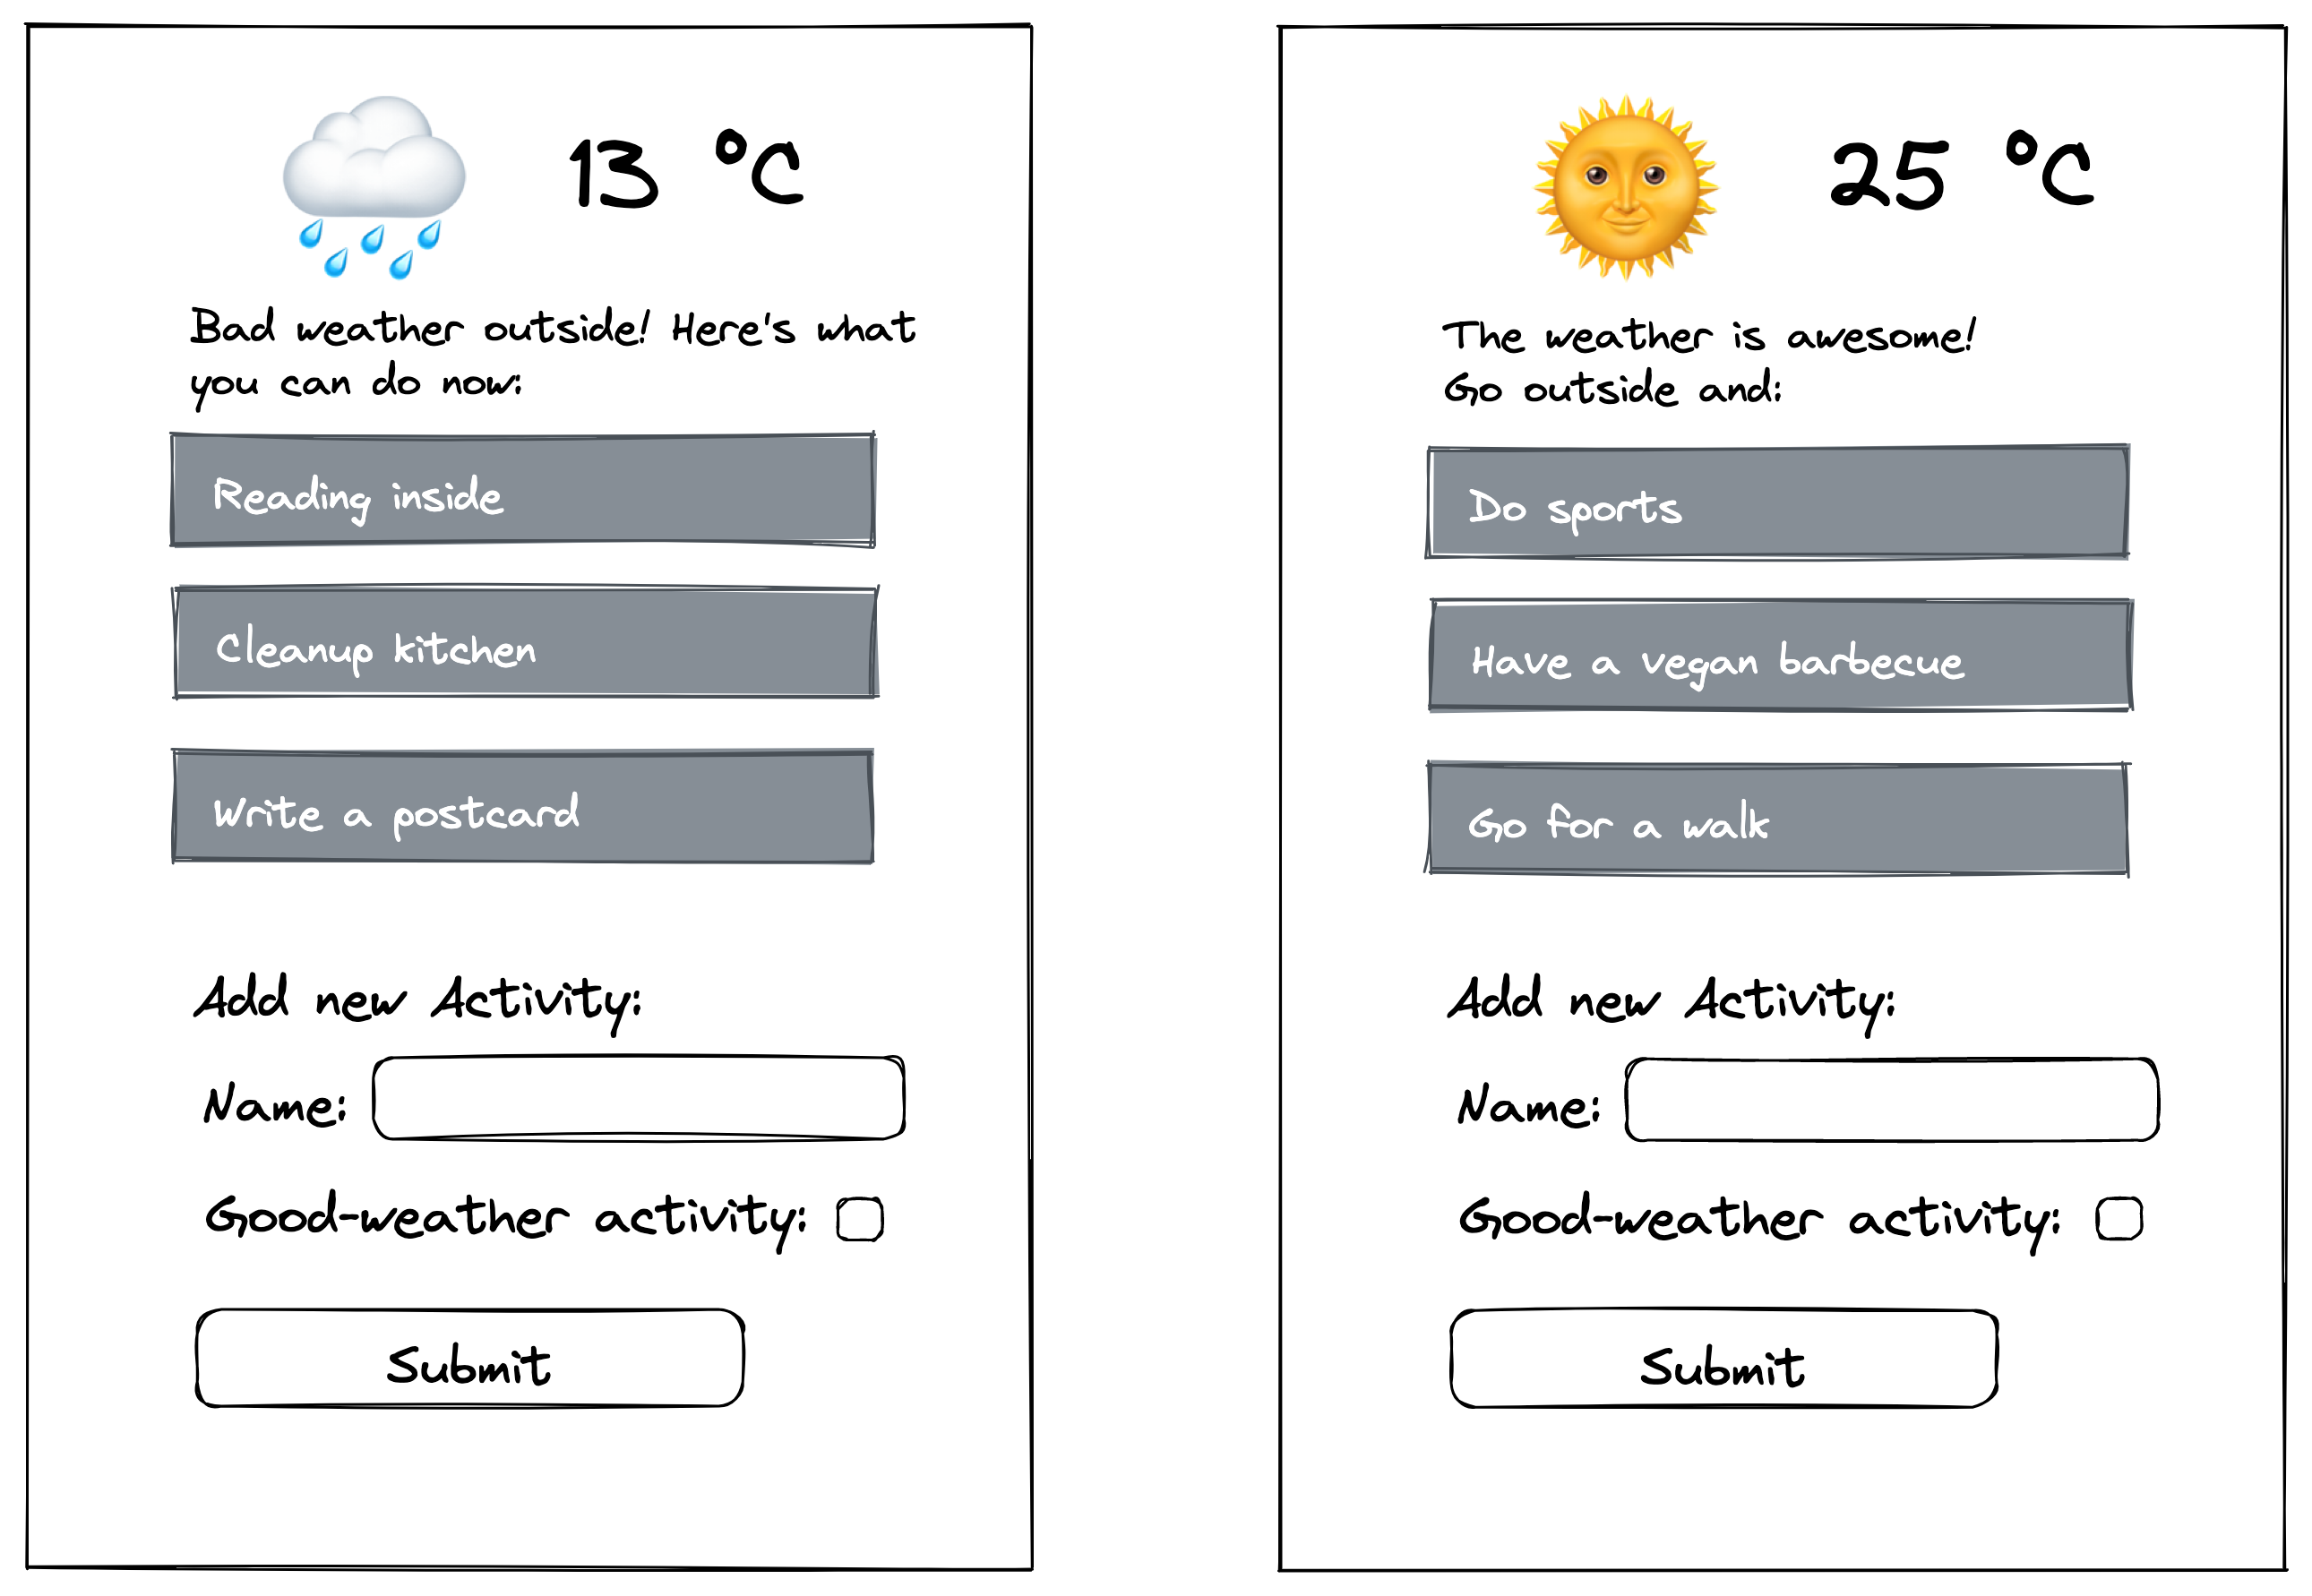 13 °C
Bad weather outside! Here's what
you can do now:
Reading inside
Cleanup kitchen
Write a postcard
Add new Activity:
Name:
Good-weather activity:
Submit
25 °C
The weather is awesome!
Go outside and:
Do sports
Have a vegan barbecue
Go for a walk
Add new Activity:
Name:
Good-weather activity:
Submit